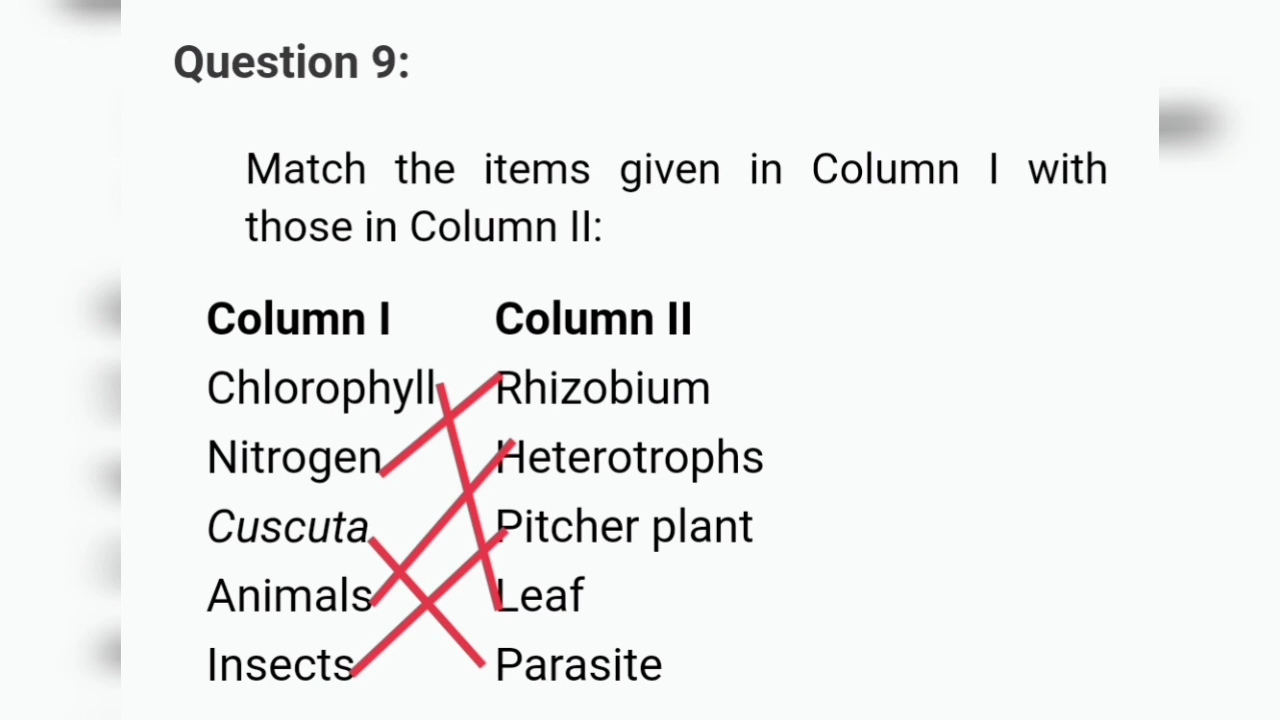 Question 9:
Match the items given in Column I with
those in Column II:
Column I Column II
Chlorophyll Rhizobium
Nitrogen Heterotrophs
Cuscuta Pitcher plant
Animals Leaf
Insects Parasite